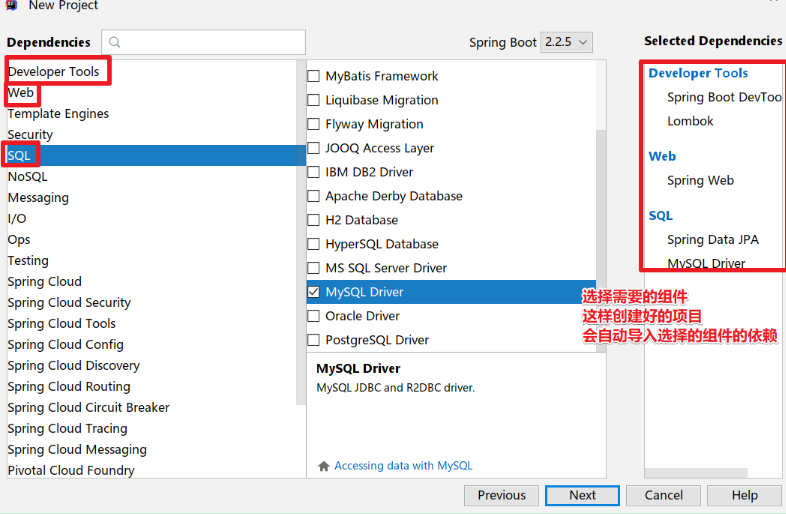 New Project
Dependencies
Spring Boot 2.2.5
Selected Dependencies
Developer Tools
Web
Template Engines
Security
SQL
NoSQL
Messaging
I/O
Ops
Testing
Spring Cloud
Spring Cloud Security
Spring Cloud Tools
Spring Cloud Config
Spring Cloud Discovery
Spring Cloud Routing
Spring Cloud Circuit Breaker
Spring Cloud Tracing
Spring Cloud Messaging
Pivotal Cloud Foundry
MyBatis Framework
Liquibase Migration
Flyway Migration
JOOQ Access Layer
IBM DB2 Driver
Apache Derby Database
H2 Database
HyperSQL Database
MS SQL Server Driver
MySQL Driver
Oracle Driver
PostgreSQL Driver
MySQL Driver
MySQL JDBC and R2DBC driver.
Accessing data with MySQL
Developer Tools
Spring Boot DevToo
Lombok
Web
Spring Web
SQL
Spring Data JPA
MySQL Driver
选择需要的组件
这样创建好的项目
会自动导入选择的组件的依赖
Previous
Next
Cancel
Help